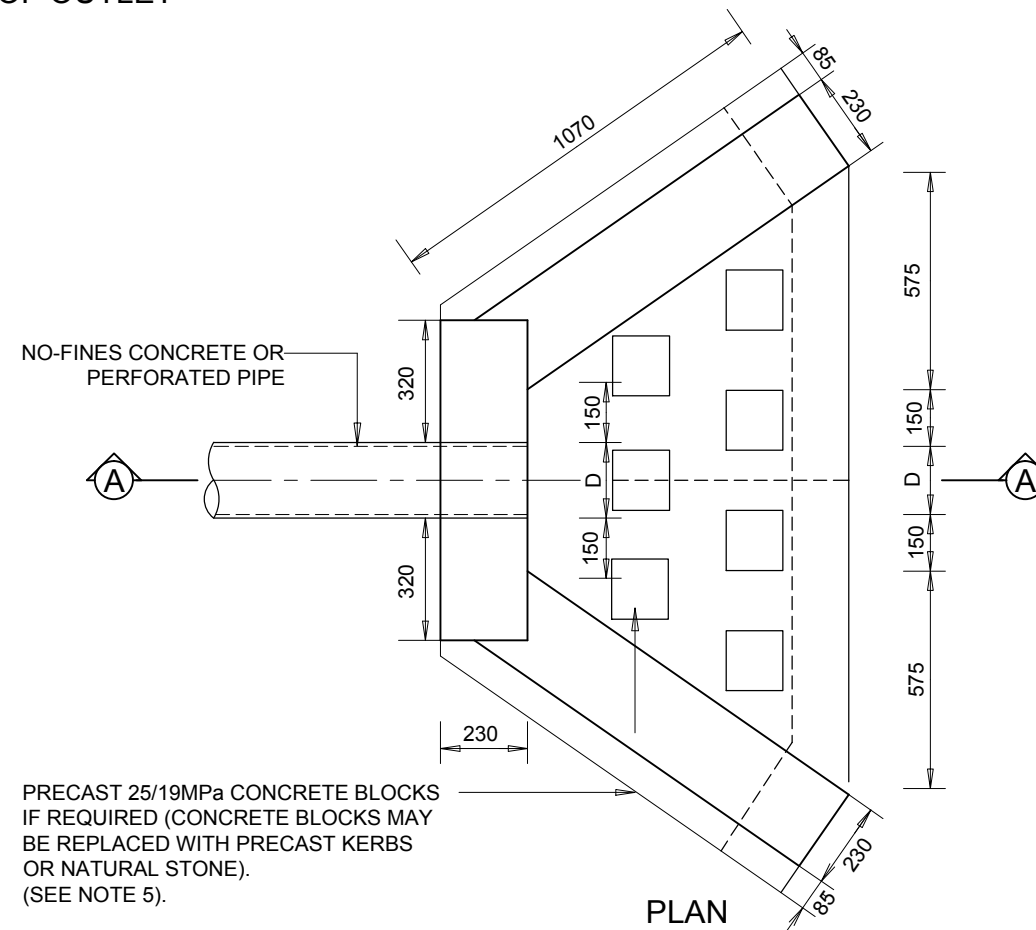 1070
85
230
575
NO-FINES CONCRETE OR
PERFORATED PIPE
320
150
150
A
D
D
A
150
150
320
575
230
PRECAST 25/19MPa CONCRETE BLOCKS
IF REQUIRED (CONCRETE BLOCKS MAY
BE REPLACED WITH PRECAST KERBS
OR NATURAL STONE).
(SEE NOTE 5).
230
85
PLAN